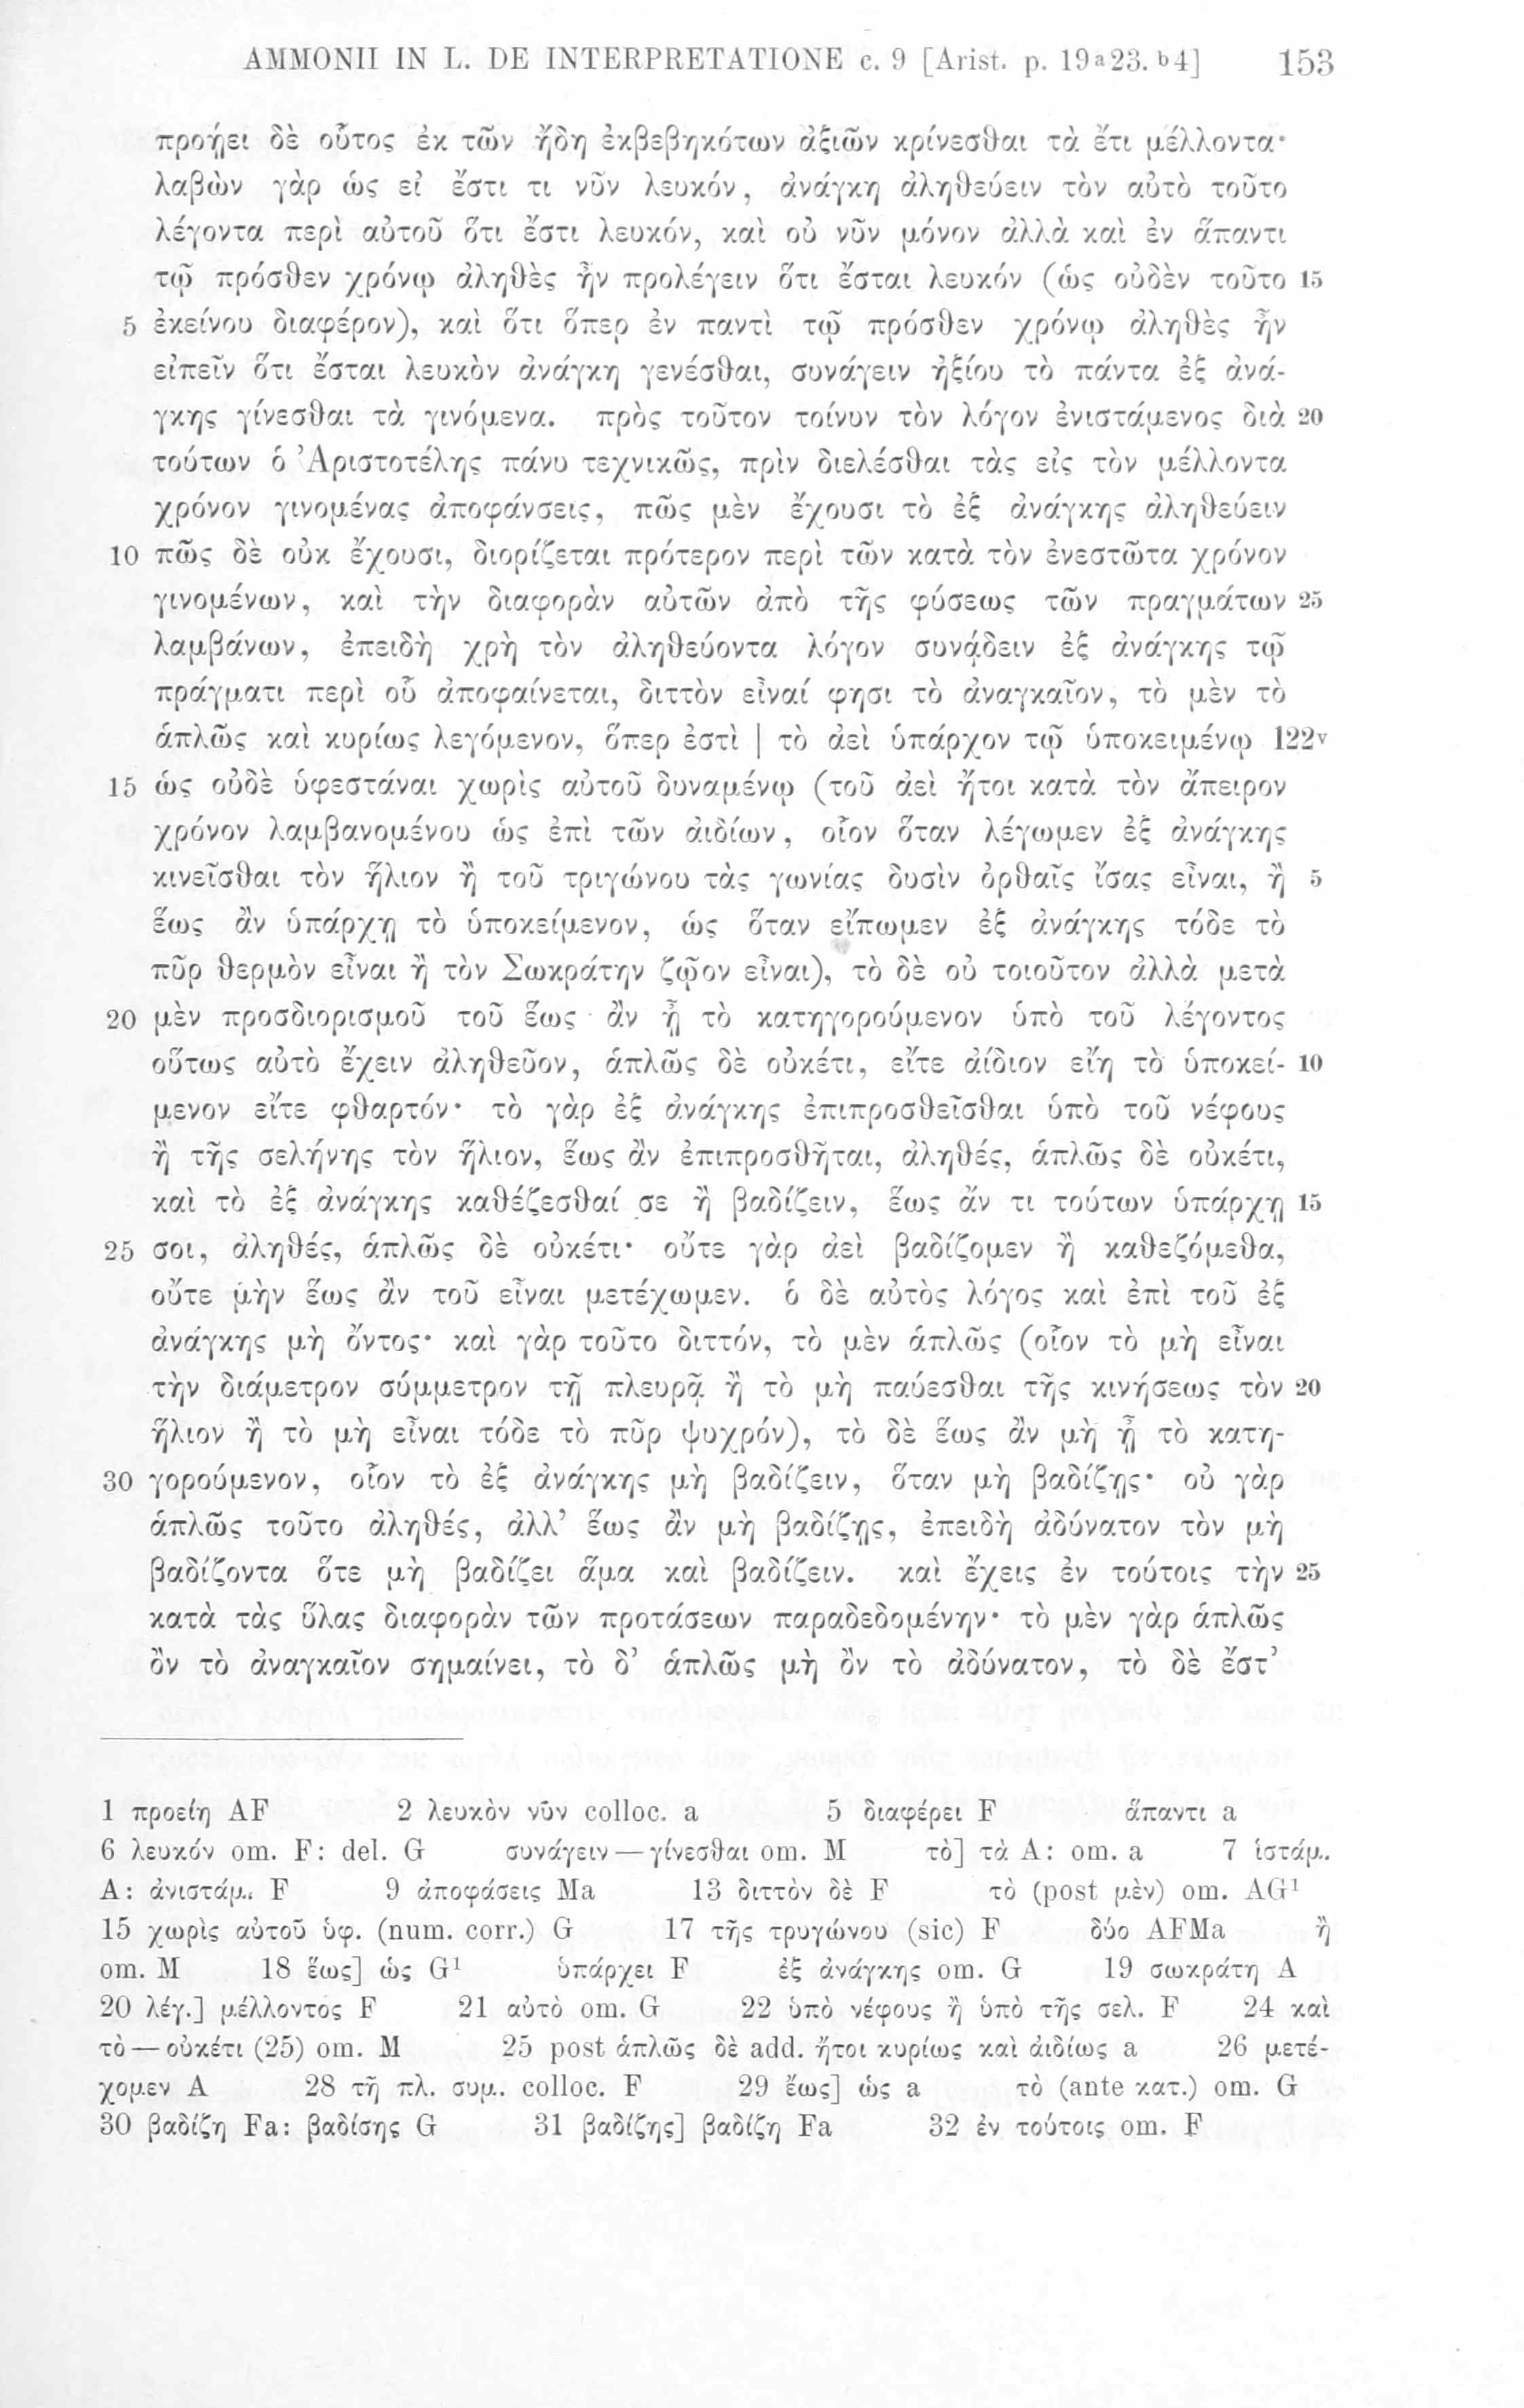 AMMONII IN L. DE INTERPRETATIONE c. 9 [Arist. p. 19a23. b4] 153
προῄει δὲ οὗτος ἐκ τῶν ἤδη ἐκβεβηκότων ἀξιῶν κρίνεσθαι τὰ ἔτι μέλλοντα·
λαβὼν γὰρ ὡς εἰ ἔστι τι νῦν λευκόν, ἀνάγκη ἀληθεύειν τὸν αὐτὸ τοῦτο
λέγοντα περὶ αὐτοῦ ὅτι ἔστι λευκόν, καὶ οὐ νῦν μόνον ἀλλὰ καὶ ἐν ἅπαντι
τῷ πρόσθεν χρόνῳ ἀληθὲς ἦν προλέγειν ὅτι ἔσται λευκόν (ὡς οὐδὲν τοῦτο 15
5 ἐκείνου διαφέρον), καὶ ὅτι ὅπερ ἐν παντὶ τῷ πρόσθεν χρόνῳ ἀληθὲς ἦν
εἰπεῖν ὅτι ἔσται λευκὸν ἀνάγκη γενέσθαι, συνάγειν ἠξίου τὸ πάντα ἐξ ἀνά-
γκης γίνεσθαι τὰ γινόμενα. πρὸς τοῦτον τοίνυν τὸν λόγον ἐνιστάμενος διὰ 20
τούτων ὁ Ἀριστοτέλης πάνυ τεχνικῶς, πρὶν διελέσθαι τὰς εἰς τὸν μέλλοντα
χρόνον γινομένας ἀποφάνσεις, πῶς μὲν ἔχουσι τὸ ἐξ ἀνάγκης ἀληθεύειν
10 πῶς δὲ οὐκ ἔχουσι, διορίζεται πρότερον περὶ τῶν κατὰ τὸν ἐνεστῶτα χρόνον
γινομένων, καὶ τὴν διαφορὰν αὐτῶν ἀπὸ τῆς φύσεως τῶν πραγμάτων 25
λαμβάνων, ἐπειδὴ χρὴ τὸν ἀληθεύοντα λόγον συνᾴδειν ἐξ ἀνάγκης τῷ
πράγματι περὶ οὗ ἀποφαίνεται, διττὸν εἶναί φησι τὸ ἀναγκαῖον, τὸ μὲν τὸ
ἁπλῶς καὶ κυρίως λεγόμενον, ὅπερ ἐστὶ | τὸ ἀεὶ ὑπάρχον τῷ ὑποκειμένῳ 122v
15 ὡς οὐδὲ ὑφεστάναι χωρὶς αὐτοῦ δυναμένῳ (τοῦ ἀεὶ ἤτοι κατὰ τὸν ἄπειρον
χρόνον λαμβανομένου ὡς ἐπὶ τῶν ἀιδίων, οἷον ὅταν λέγωμεν ἐξ ἀνάγκης
κινεῖσθαι τὸν ἥλιον ἢ τοῦ τριγώνου τὰς γωνίας δυσὶν ὀρθαῖς ἴσας εἶναι, ἢ 5
ἕως ἂν ὑπάρχῃ τὸ ὑποκείμενον, ὡς ὅταν εἴπωμεν ἐξ ἀνάγκης τόδε τὸ
πῦρ θερμὸν εἶναι ἢ τὸν Σωκράτην ζῷον εἶναι), τὸ δὲ οὐ τοιοῦτον ἀλλὰ μετὰ
20 μὲν προσδιορισμοῦ τοῦ ἕως ἂν ᾖ τὸ κατηγορούμενον ὑπὸ τοῦ λέγοντος
οὕτως αὐτὸ ἔχειν ἀληθεῦον, ἁπλῶς δὲ οὐκέτι, εἴτε ἀίδιον εἴη τὸ ὑποκεί- 10
μενον εἴτε φθαρτόν· τὸ γὰρ ἐξ ἀνάγκης ἐπιπροσθεῖσθαι ὑπὸ τοῦ νέφους
ἢ τῆς σελήνης τὸν ἥλιον, ἕως ἂν ἐπιπροσθῆται, ἀληθές, ἁπλῶς δὲ οὐκέτι,
καὶ τὸ ἐξ ἀνάγκης καθέζεσθαί σε ἢ βαδίζειν, ἕως ἄν τι τούτων ὑπάρχῃ 15
25 σοι, ἀληθές, ἁπλῶς δὲ οὐκέτι· οὔτε γὰρ ἀεὶ βαδίζομεν ἢ καθεζόμεθα,
οὔτε μὴν ἕως ἂν τοῦ εἶναι μετέχωμεν. ὁ δὲ αὐτὸς λόγος καὶ ἐπὶ τοῦ ἐξ
ἀνάγκης μὴ ὄντος· καὶ γὰρ τοῦτο διττόν, τὸ μὲν ἁπλῶς (οἷον τὸ μὴ εἶναι
τὴν διάμετρον σύμμετρον τῇ πλευρᾷ ἢ τὸ μὴ παύεσθαι τῆς κινήσεως τὸν 20
ἥλιον ἢ τὸ μὴ εἶναι τόδε τὸ πῦρ ψυχρόν), τὸ δὲ ἕως ἂν μὴ ᾖ τὸ κατη-
30 γορούμενον, οἷον τὸ ἐξ ἀνάγκης μὴ βαδίζειν, ὅταν μὴ βαδίζῃς· οὐ γὰρ
ἁπλῶς τοῦτο ἀληθές, ἀλλ’ ἕως ἂν μὴ βαδίζῃς, ἐπειδὴ ἀδύνατον τὸν μὴ
βαδίζοντα ὅτε μὴ βαδίζει ἅμα καὶ βαδίζειν. καὶ ἔχεις ἐν τούτοις τὴν 25
κατὰ τὰς ὕλας διαφορὰν τῶν προτάσεων παραδεδομένην· τὸ μὲν γὰρ ἁπλῶς
ὂν τὸ ἀναγκαῖον σημαίνει, τὸ δ’ ἁπλῶς μὴ ὂν τὸ ἀδύνατον, τὸ δὲ ἔστ’
1 προείη AF 2 λευκὸν νῦν colloc. a 5 διαφέρει F ἅπαντι a
6 λευκόν om. F: del. G συνάγειν — γίνεσθαι om. M τὸ] τὰ A: om. a 7 ἱστάμ.
A: ἀνιστάμ. F 9 ἀποφάσεις Ma 13 διττὸν δὲ F τὸ (post μὲν) om. AG¹
15 χωρὶς αὐτοῦ ὑφ. (num. corr.) G 17 τῆς τρυγώνου (sic) F δύο AFMa ἢ
om. M 18 ἕως] ὡς G¹ ὑπάρχει F ἐξ ἀνάγκης om. G 19 σωκράτη A
20 λέγ.] μέλλοντος F 21 αὐτὸ om. G 22 ὑπὸ νέφους ἢ ὑπὸ τῆς σελ. F 24 καὶ
τὸ — οὐκέτι (25) om. M 25 post ἁπλῶς δὲ add. ἤτοι κυρίως καὶ ἀιδίως a 26 μετέ-
χομεν A 28 τῇ πλ. συμ. colloc. F 29 ἕως] ὡς a τὸ (ante κατ.) om. G
30 βαδίζῃ Fa: βαδίσῃς G 31 βαδίζῃς] βαδίζῃ Fa 32 ἐν τούτοις om. F